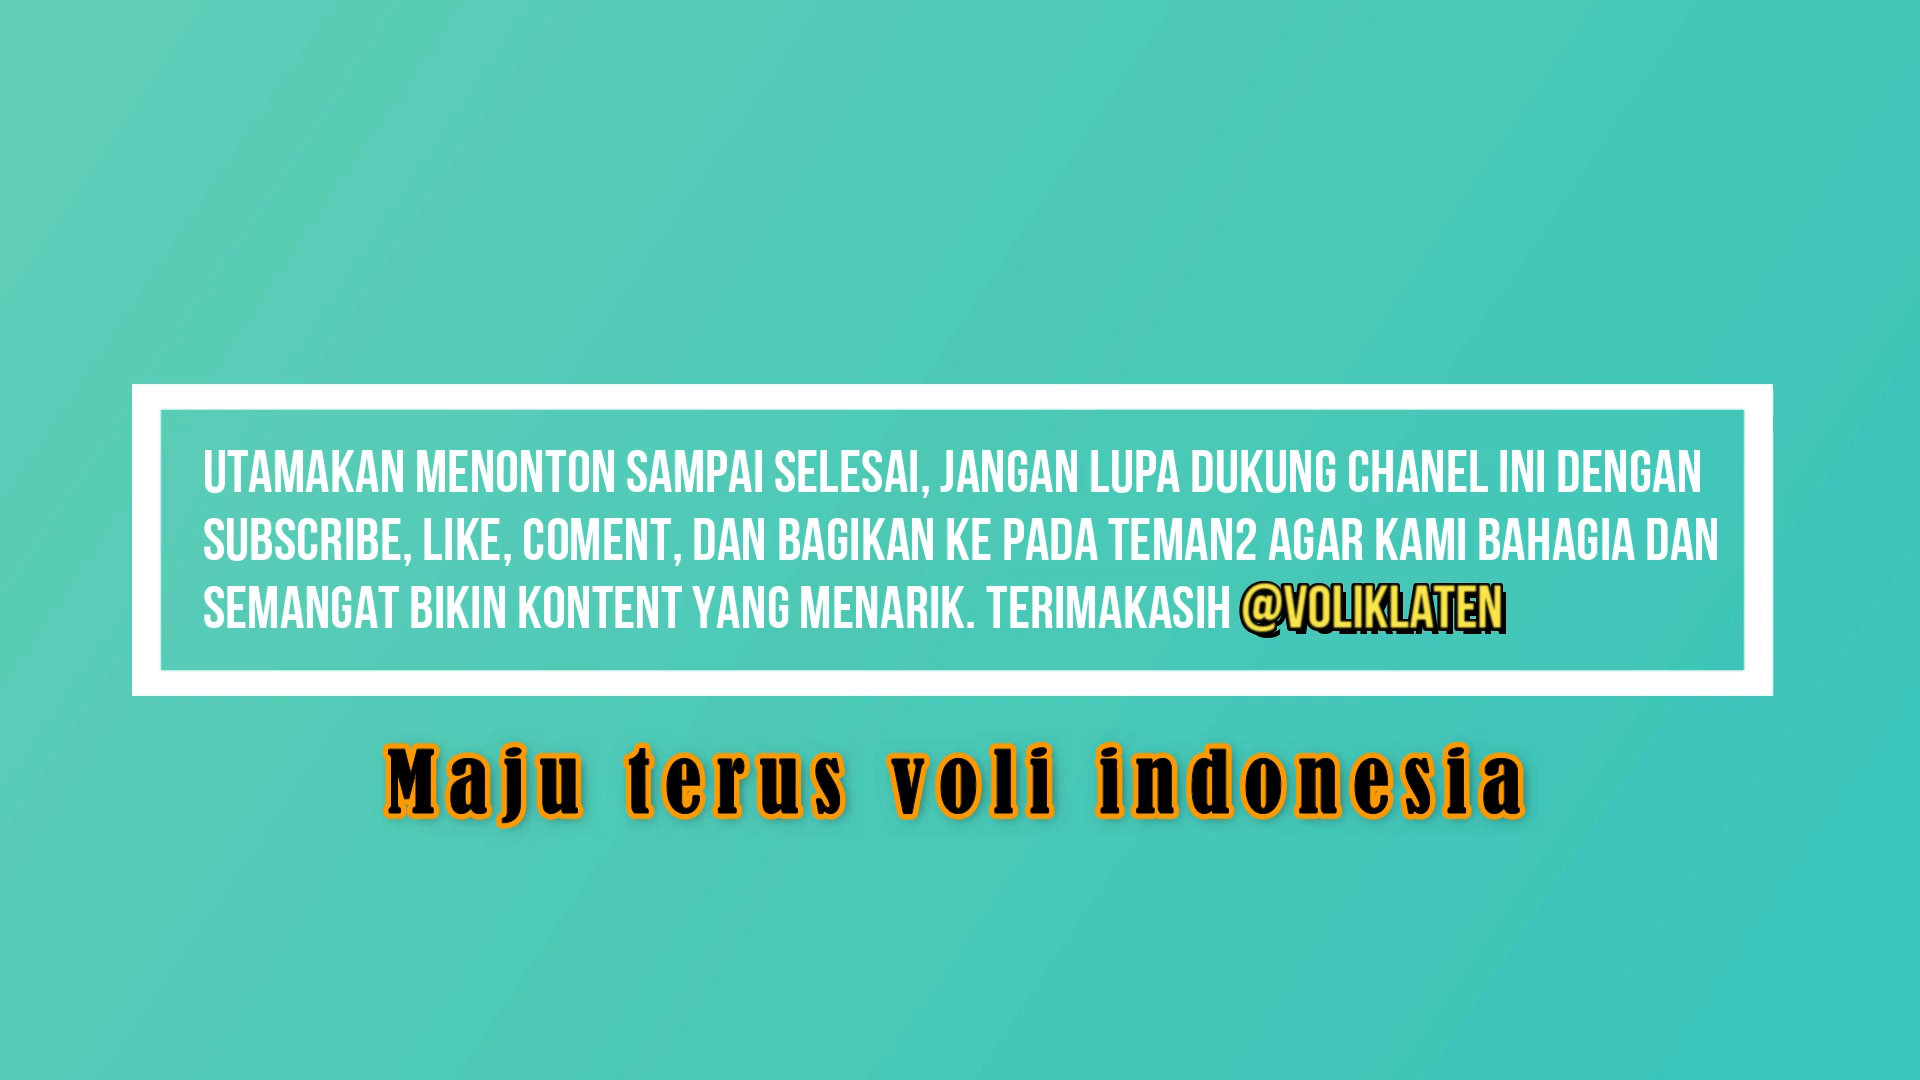 UTAMAKAN MENONTON SAMPAI SELESAI, JANGAN LUPA DUKUNG CHANEL INI DENGAN
SUBSCRIBE, LIKE, COMENT, DAN BAGIKAN KE PADA TEMAN2 AGAR KAMI BAHAGIA DAN
SEMANGAT BIKIN KONTENT YANG MENARIK. TERIMAKASIH @VOLIKLATEN
Maju terus voli indonesia